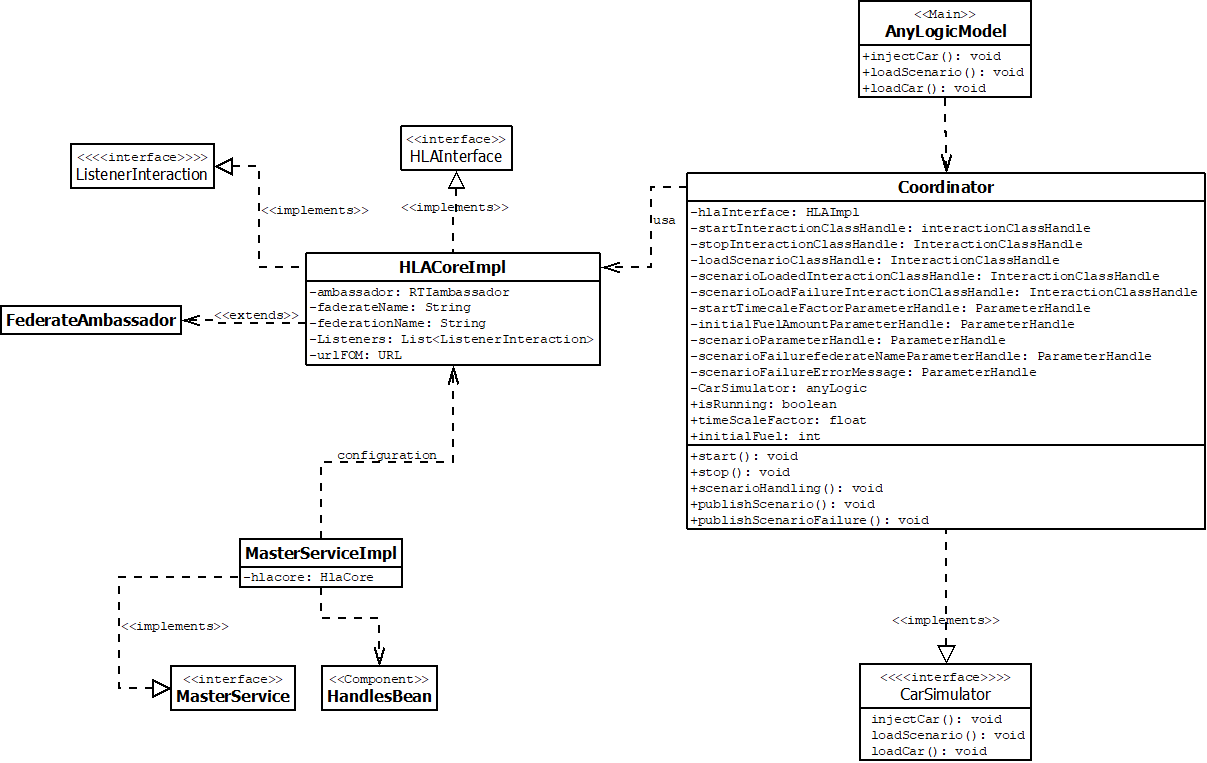 <<Main>>
AnyLogicModel
+injectCar(): void
+loadScenario(): void
+loadCar(): void
<<interface>>
HLAInterface
<<<<interface>>>>
ListenerInteraction
<<implements>>
<<implements>>
usa
Coordinator
-hlaInterface: HLAImpl
-startInteractionClassHandle: interactionClassHandle
-stopInteractionClassHandle: InteractionClassHandle
-loadScenarioClassHandle: InteractionClassHandle
-scenarioLoadedInteractionClassHandle: InteractionClassHandle
-scenarioLoadFailureInteractionClassHandle: InteractionClassHandle
-startTimecaleFactorParameterHandle: ParameterHandle
-initialFuelAmountParameterHandle: ParameterHandle
-scenarioParameterHandle: ParameterHandle
-scenarioFailurefederateNameParameterHandle: ParameterHandle
-scenarioFailureErrorMessage: ParameterHandle
-CarSimulator: anyLogic
+isRunning: boolean
+timeScaleFactor: float
+initialFuel: int
+start(): void
+stop(): void
+scenarioHandling(): void
+publishScenario(): void
+publishScenarioFailure(): void
HLACoreImpl
-ambassador: RTIambassador
-faderateName: String
-federationName: String
-Listeners: List<ListenerInteraction>
-urlFOM: URL
<<extends>>
FederateAmbassador
configuration
MasterServiceImpl
-hlacore: HlaCore
<<implements>>
<<interface>>
MasterService
<<Component>>
HandlesBean
<<implements>>
<<<<interface>>>>
CarSimulator
injectCar(): void
loadScenario(): void
loadCar(): void